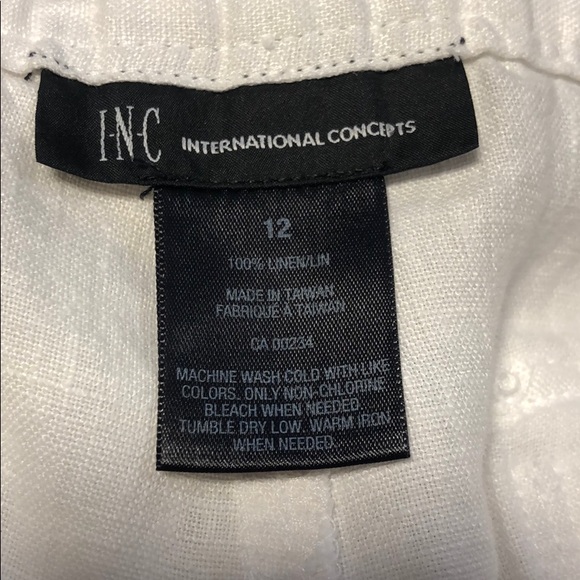 I·N·C INTERNATIONAL CONCEPTS
12
100% LINEN/LIN
MADE IN TAIWAN
FABRIQUE À TAIWAN
CA 00234
MACHINE WASH COLD WITH LIKE
COLORS. ONLY NON-CHLORINE
BLEACH WHEN NEEDED.
TUMBLE DRY LOW. WARM IRON
WHEN NEEDED.